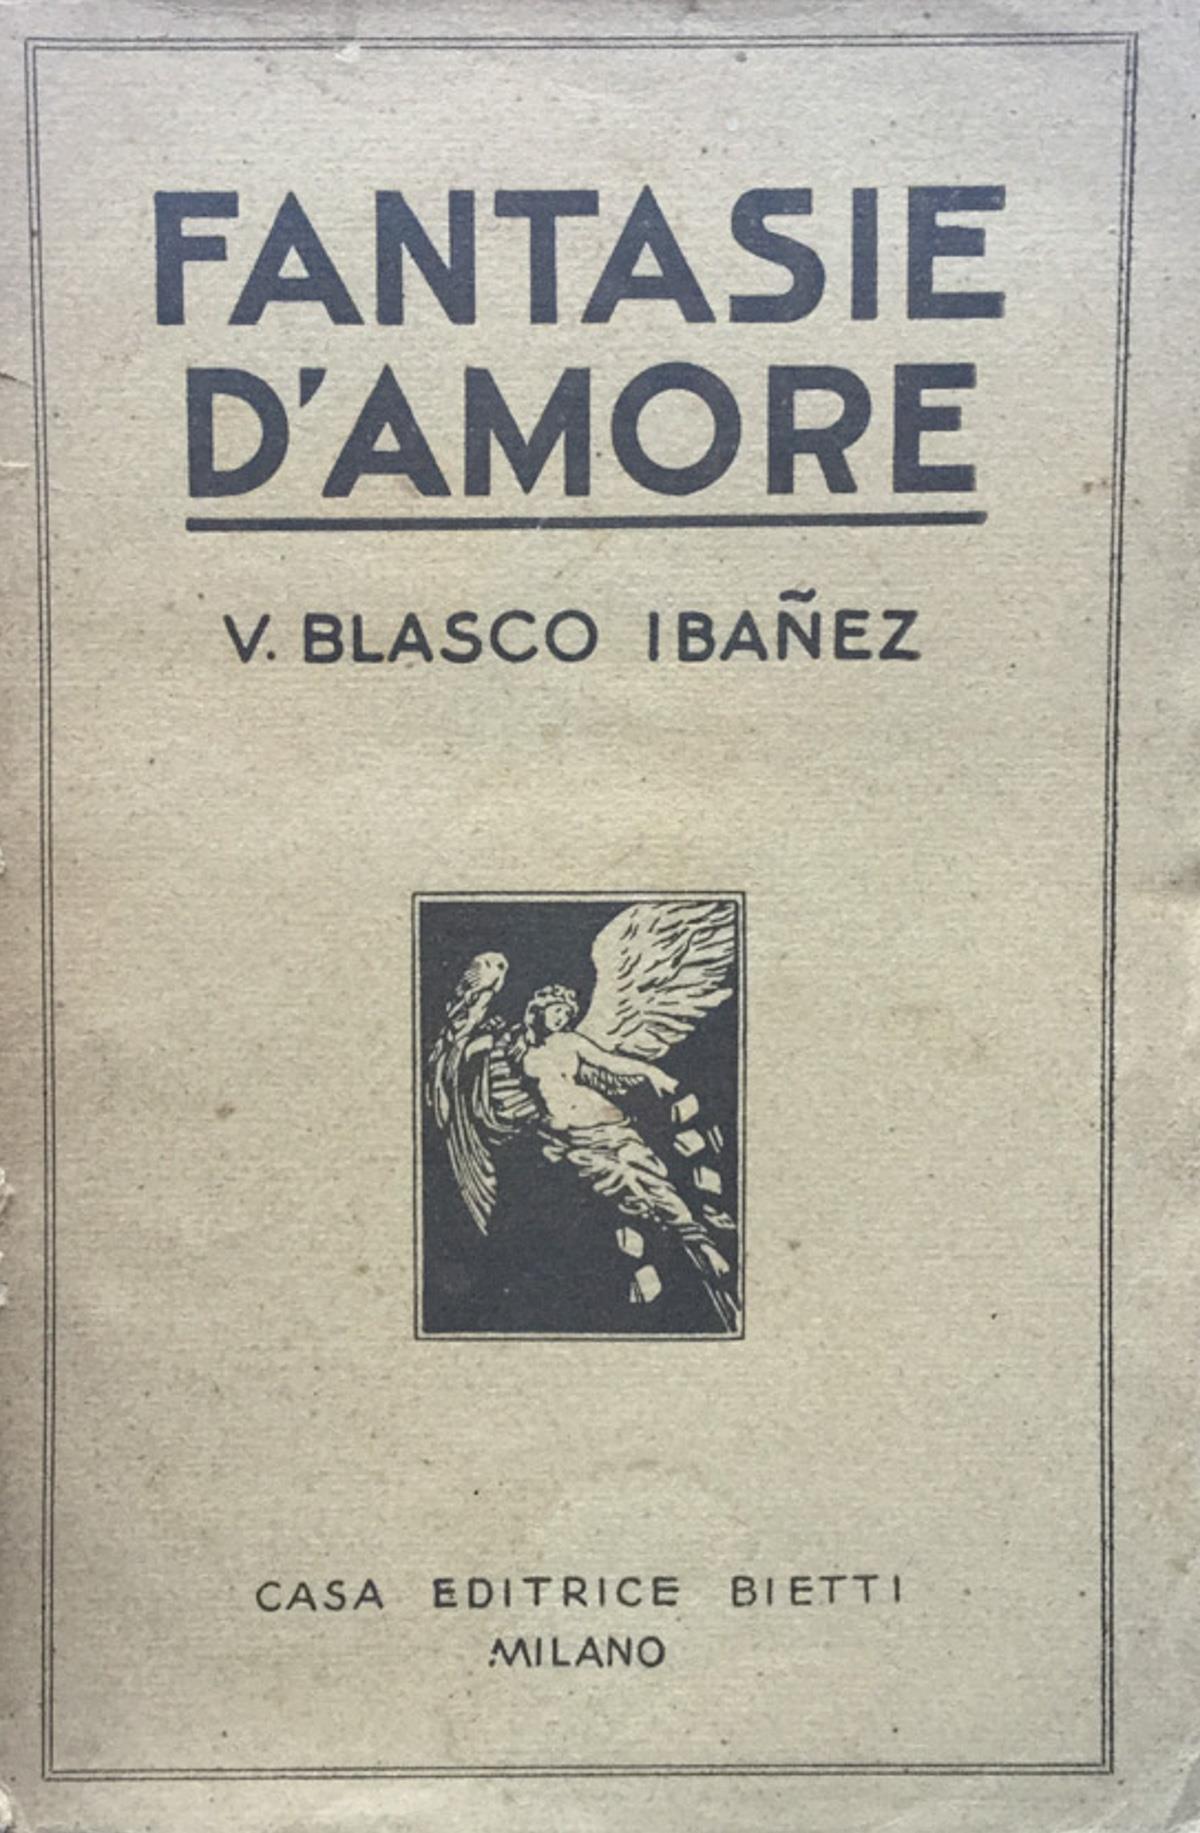 FANTASIE
D'AMORE
V. BLASCO IBAÑEZ
CASA EDITRICE BIETTI
MILANO